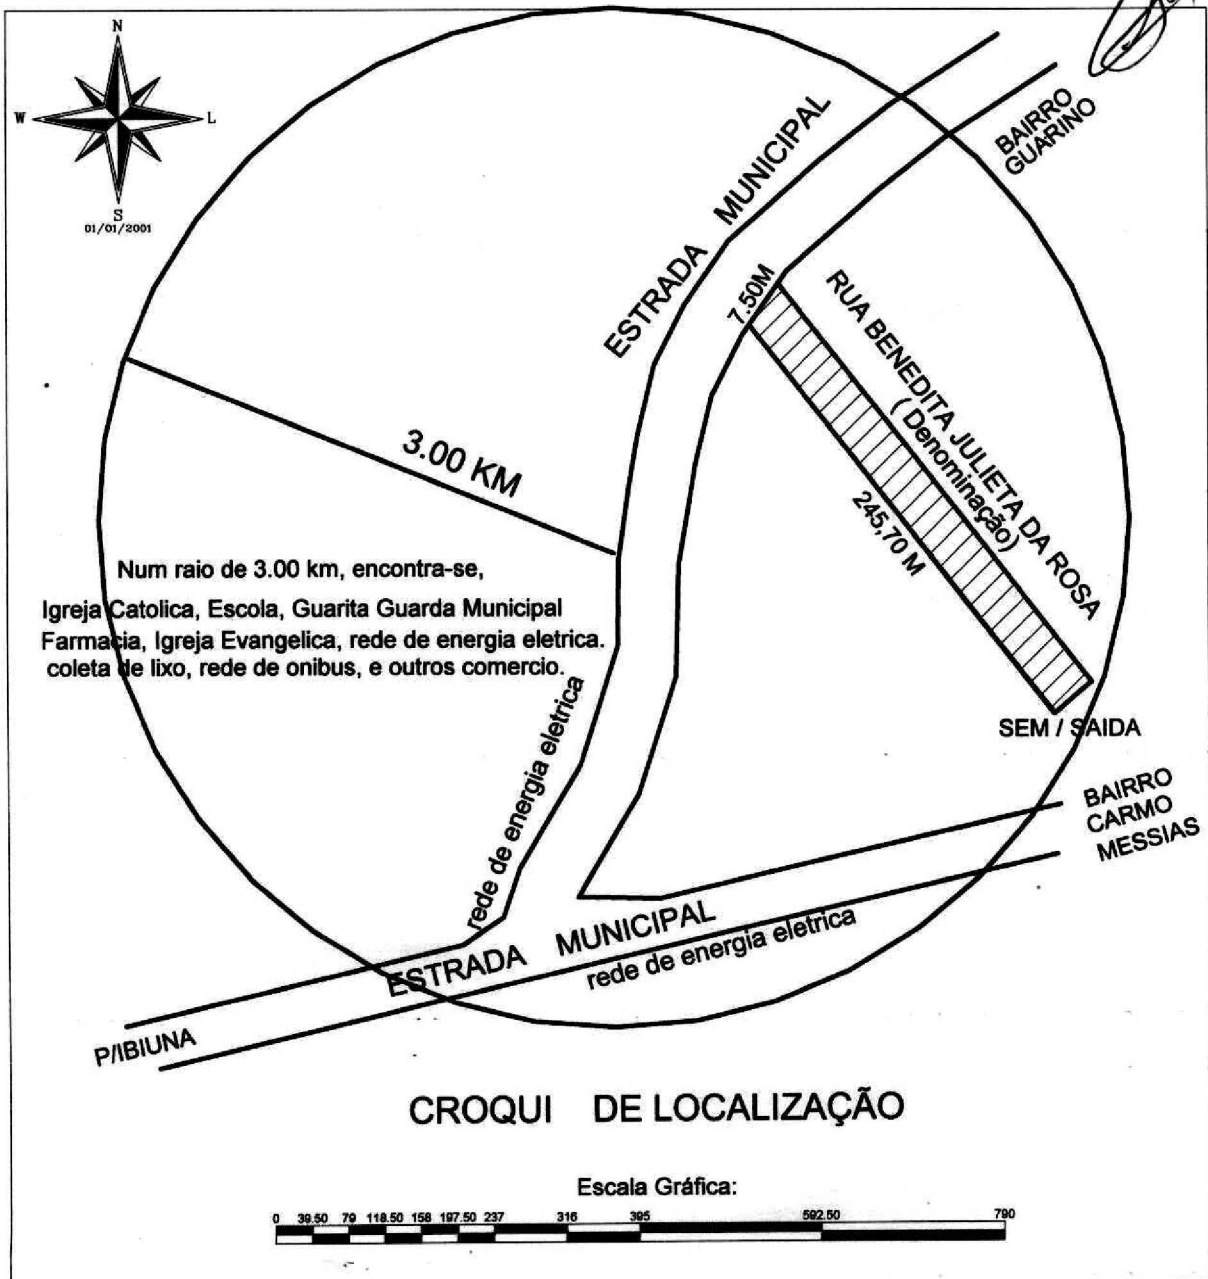 N
W
L
S
01/01/2001
BAIRRO
GUARINO
ESTRADA MUNICIPAL
7.50M
RUA BENEDITA JULIETA DA ROSA
( Denominação)
245,70 M
3.00 KM
Num raio de 3.00 km, encontra-se,
Igreja Catolica, Escola, Guarita Guarda Municipal
Farmacia, Igreja Evangelica, rede de energia eletrica.
coleta de lixo, rede de onibus, e outros comercio.
rede de energia eletrica
SEM / SAIDA
BAIRRO
CARMO
MESSIAS
ESTRADA MUNICIPAL
rede de energia eletrica
P/IBIUNA
CROQUI DE LOCALIZAÇÃO
Escala Gráfica:
0 39.50 79 118.50 158 197.50 237 316 395 592.50 790